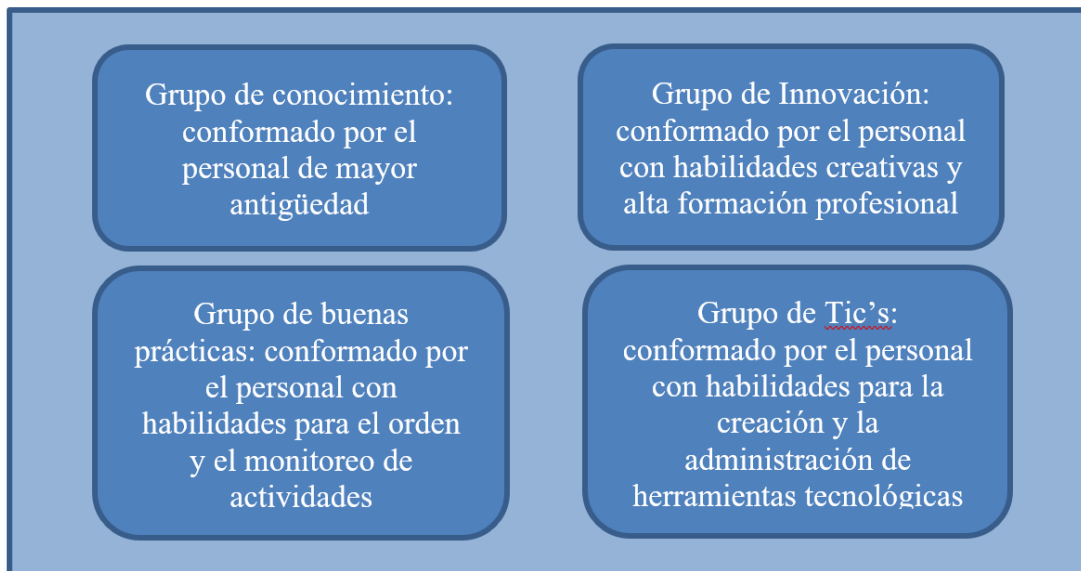 Grupo de conocimiento:
conformado por el
personal de mayor
antigüedad
Grupo de Innovación:
conformado por el personal
con habilidades creativas y
alta formación profesional
Grupo de buenas
prácticas: conformado por
el personal con
habilidades para el orden
y el monitoreo de
actividades
Grupo de Tic’s:
conformado por el personal
con habilidades para la
creación y la
administración de
herramientas tecnológicas